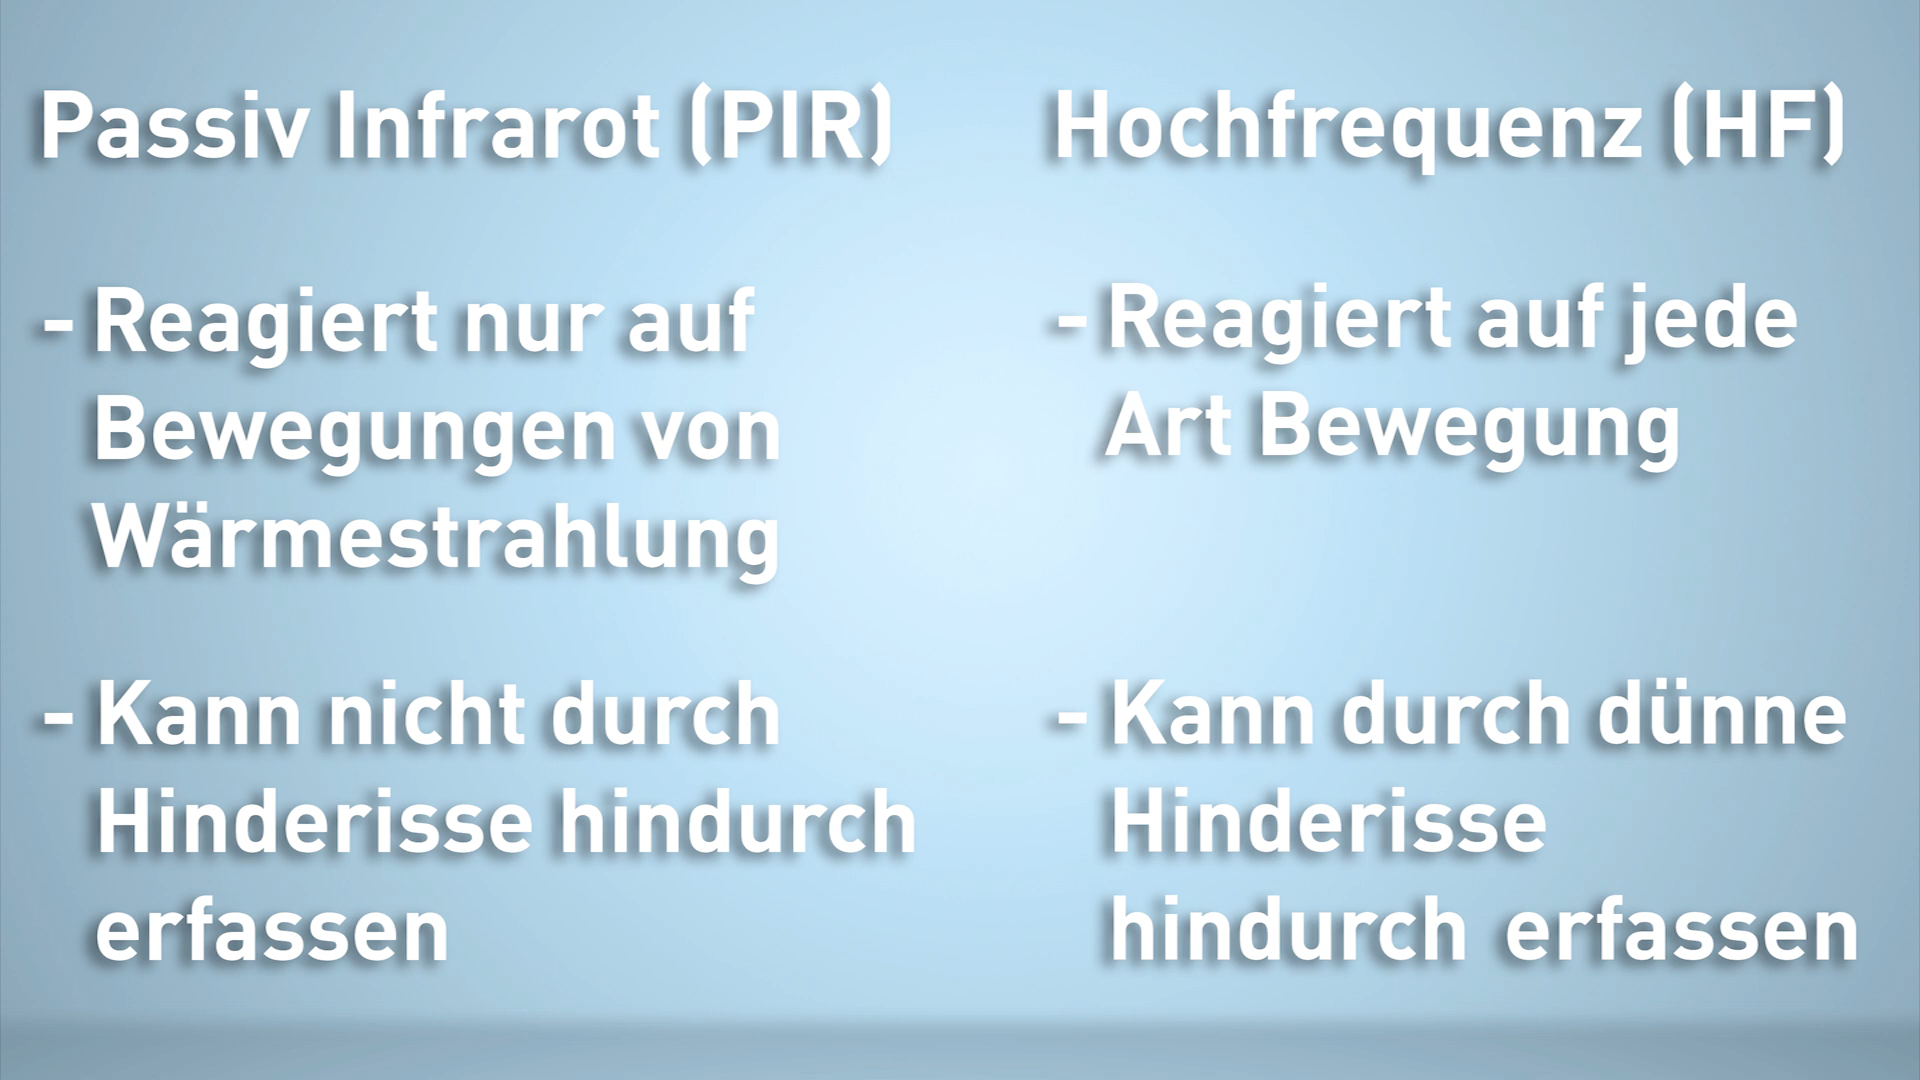 Passiv Infrarot (PIR)
- Reagiert nur auf
Bewegungen von
Wärmestrahlung
- Kann nicht durch
Hinderisse hindurch
erfassen
Hochfrequenz (HF)
- Reagiert auf jede
Art Bewegung
- Kann durch dünne
Hinderisse
hindurch erfassen